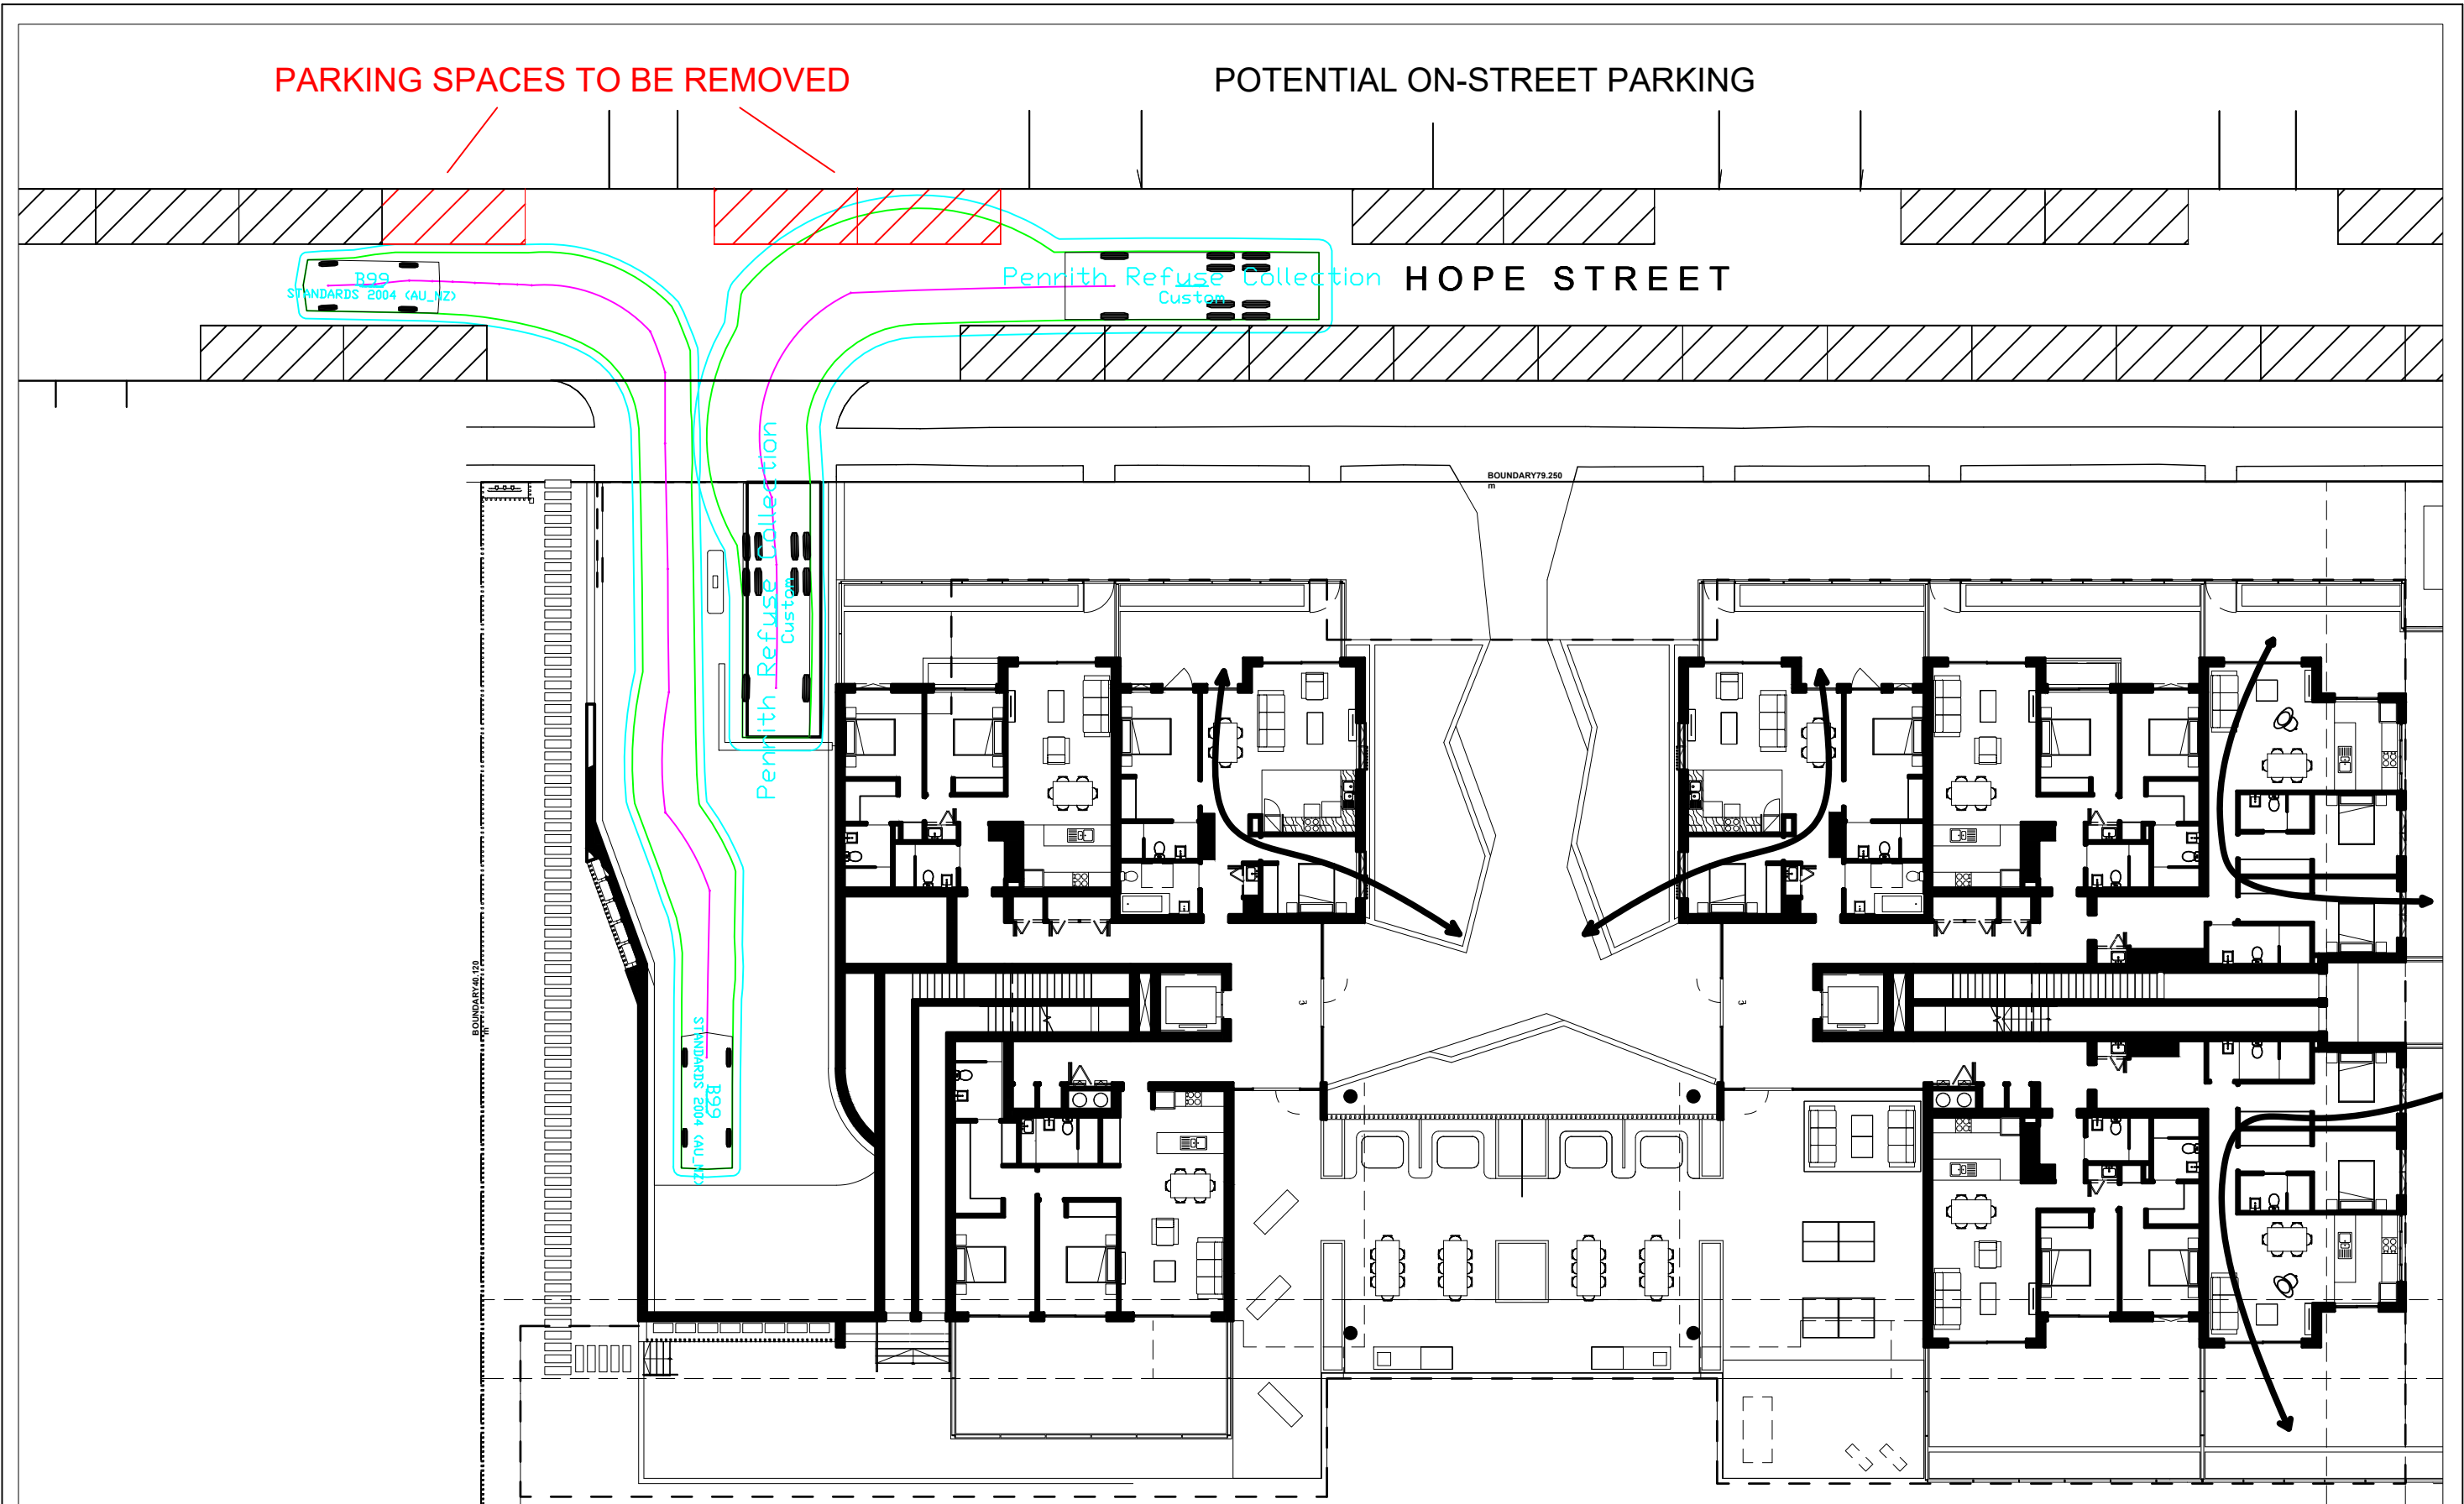 PARKING SPACES TO BE REMOVED
POTENTIAL ON-STREET PARKING
B99
STANDARDS 2004 (AU_NZ)
Penrith Refuse Collection
Custom
HOPE STREET
Penrith Refuse Collection
Custom
BOUNDARY79.250
m
BOUNDARY40.120
m
B99
STANDARDS 2004 (AU_NZ)